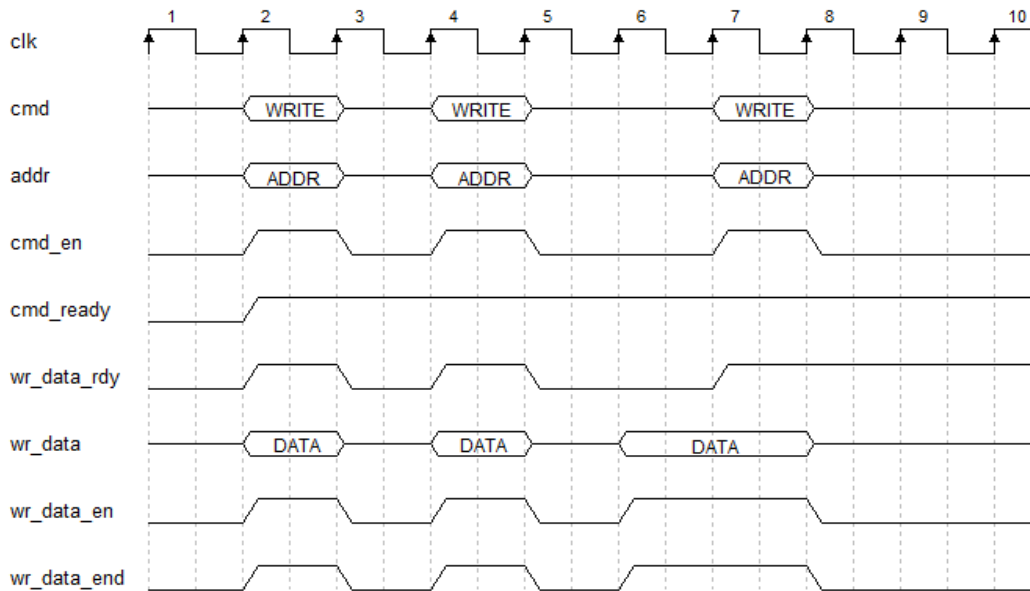 1 2 3 4 5 6 7 8 9 10
clk
cmd WRITE WRITE WRITE
addr ADDR ADDR ADDR
cmd_en
cmd_ready
wr_data_rdy
wr_data DATA DATA DATA
wr_data_en
wr_data_end